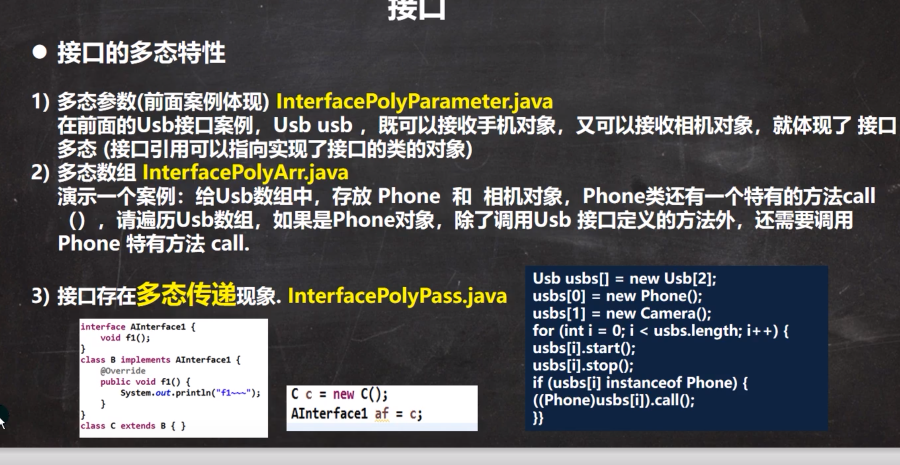 接口
● 接口的多态特性
1) 多态参数(前面案例体现) InterfacePolyParameter.java
在前面的Usb接口案例，Usb usb ，既可以接收手机对象，又可以接收相机对象，就体现了 接口
多态 (接口引用可以指向实现了接口的类的对象)
2) 多态数组 InterfacePolyArr.java
演示一个案例：给Usb数组中，存放 Phone 和 相机对象，Phone类还有一个特有的方法call
（），请遍历Usb数组，如果是Phone对象，除了调用Usb 接口定义的方法外，还需要调用
Phone 特有方法 call.
3) 接口存在多态传递现象. InterfacePolyPass.java
interface AInterface1 {
void f1();
}
class B implements AInterface1 {
@Override
public void f1() {
System.out.println("f1~~~");
}
}
class C extends B { }
C c = new C();
AInterface1 af = c;
Usb usbs[] = new Usb[2];
usbs[0] = new Phone();
usbs[1] = new Camera();
for (int i = 0; i < usbs.length; i++) {
usbs[i].start();
usbs[i].stop();
if (usbs[i] instanceof Phone) {
((Phone)usbs[i]).call();
}}